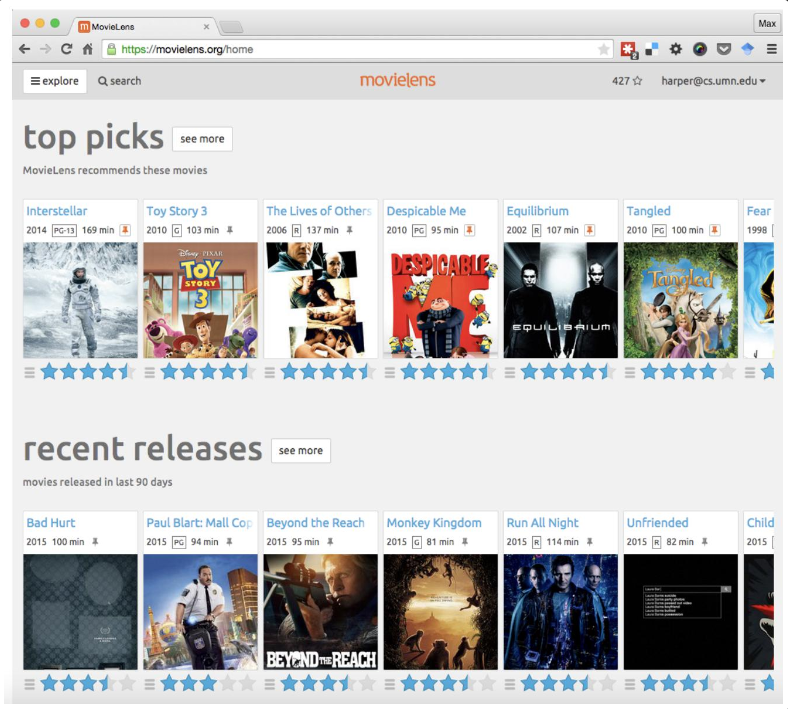 MovieLens
Max
https://movielens.org/home
explore
search
movielens
427
harper@cs.umn.edu
top picks
see more
MovieLens recommends these movies
Interstellar
Toy Story 3
The Lives of Others
Despicable Me
Equilibrium
Tangled
Fear
2014 PG-13 169 min
2010 G 103 min
2006 R 137 min
2010 PG 95 min
2002 R 107 min
2010 PG 100 min
1998
Disney PIXAR
TOY
STORY
3
DESPICABLE
ME
EQUILIBRIUM
Disney
Tangled
recent releases
see more
movies released in last 90 days
Bad Hurt
Paul Blart: Mall Cop
Beyond the Reach
Monkey Kingdom
Run All Night
Unfriended
Child
2015 100 min
2015 PG 94 min
2015 95 min
2015 G 81 min
2015 R 114 min
2015 R 82 min
2015
BEYOND THE REACH